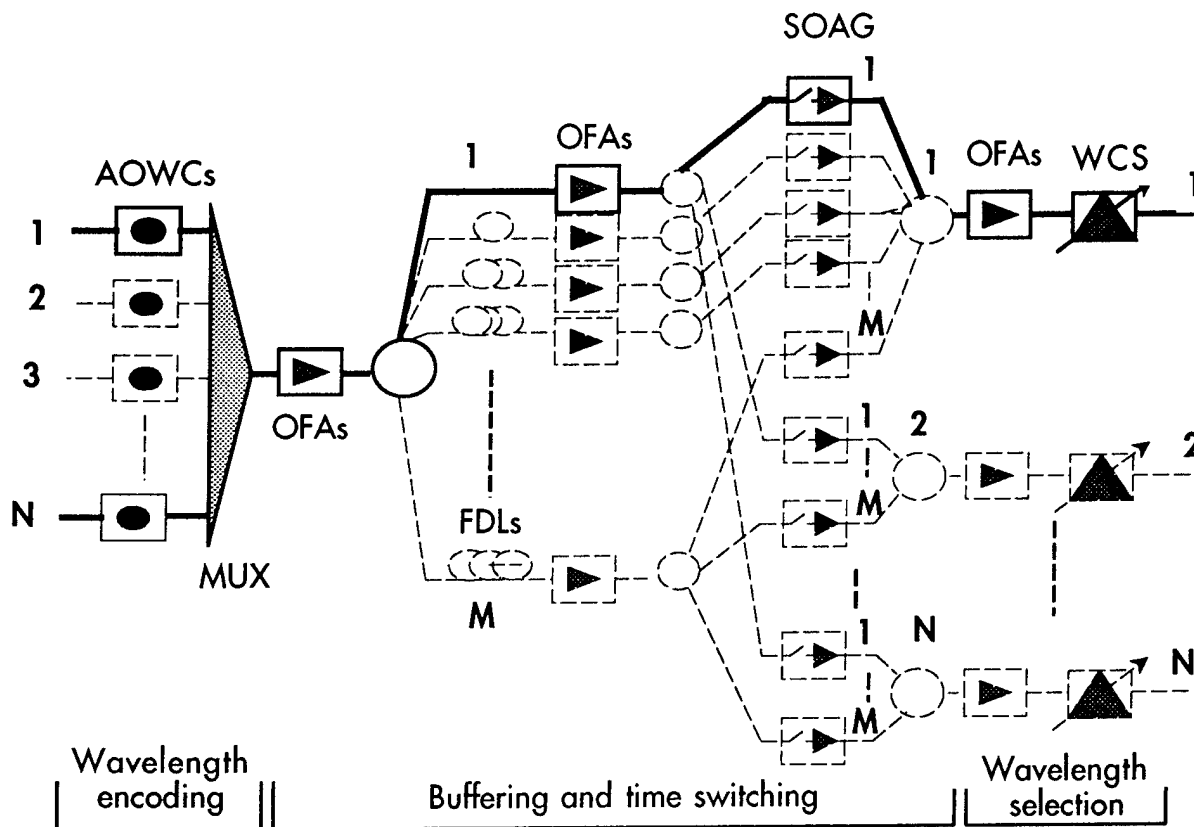 SOAG
1
OFAs
1
AOWCs
1
OFAs
WCS
1
1
2
3
N
MUX
OFAs
FDLs
M
M
1
2
M
2
1
N
M
N
Wavelength
encoding
Buffering and time switching
Wavelength
selection